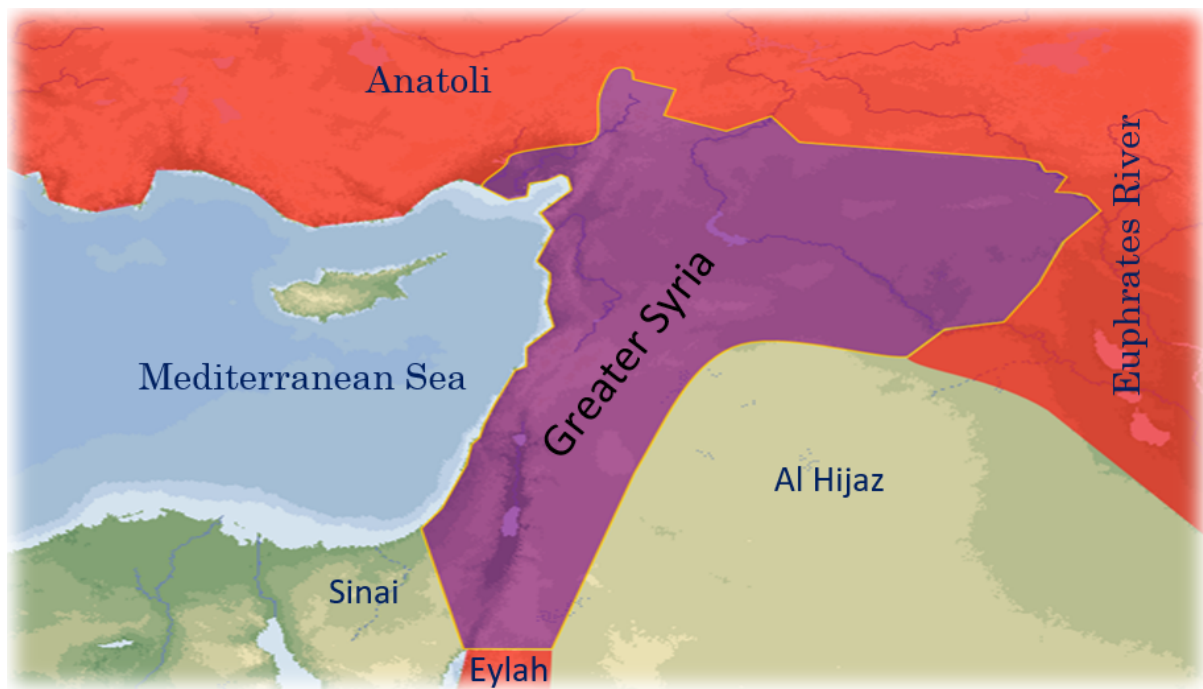 Anatoli
Euphrates River
Greater Syria
Mediterranean Sea
Al Hijaz
Sinai
Eylah